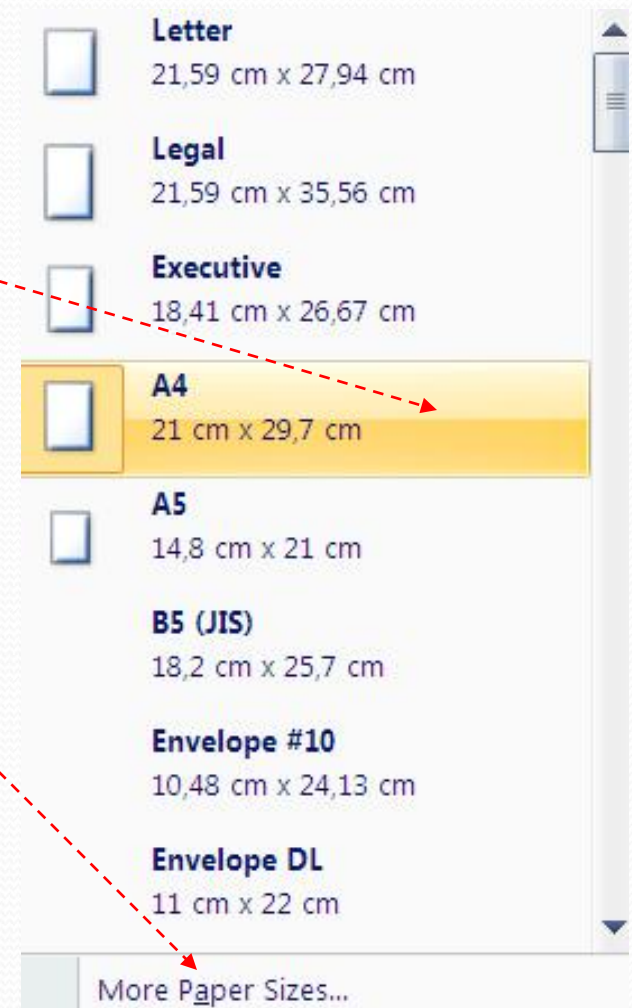 Letter
21,59 cm x 27,94 cm
Legal
21,59 cm x 35,56 cm
Executive
18,41 cm x 26,67 cm
A4
21 cm x 29,7 cm
A5
14,8 cm x 21 cm
B5 (JIS)
18,2 cm x 25,7 cm
Envelope #10
10,48 cm x 24,13 cm
Envelope DL
11 cm x 22 cm
More Paper Sizes...